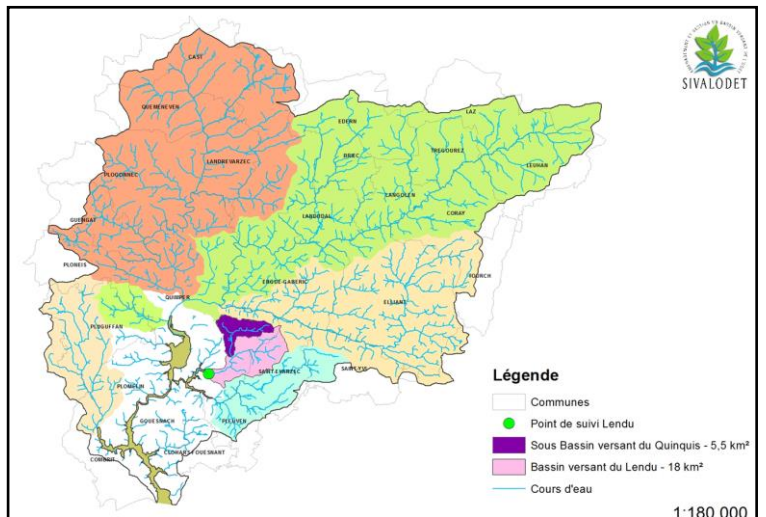 CAST
QUEMENEVEN
LAZ
EDERN
BRIEC
TREGOUREZ
LANDREVARZEC
LEUHAN
PLOGONNEC
LANGOLEN
CORAY
LANDUDAL
GUENGAT
PLONEIS
ERGUE-GABERIC
TOURCH
QUIMPER
ELLIANT
PLUGUFFAN
SAINT-EVARZEC
SAINT-YVI
PLOMELIN
GOUESNACH
PLEUVEN
CLOHARS-FOUESNANT
COMBRIT
SIVALODET
Légende
Communes
Point de suivi Lendu
Sous Bassin versant du Quinquis - 5,5 km²
Bassin versant du Lendu - 18 km²
Cours d'eau
1:180 000